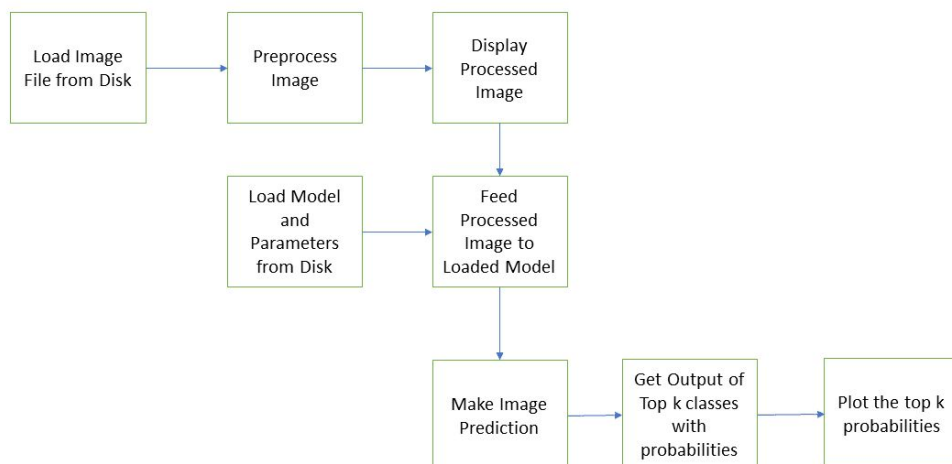 Load Image
File from Disk
Preprocess
Image
Display
Processed
Image
Load Model
and
Parameters
from Disk
Feed
Processed
Image to
Loaded Model
Make Image
Prediction
Get Output of
Top k classes
with
probabilities
Plot the top k
probabilities